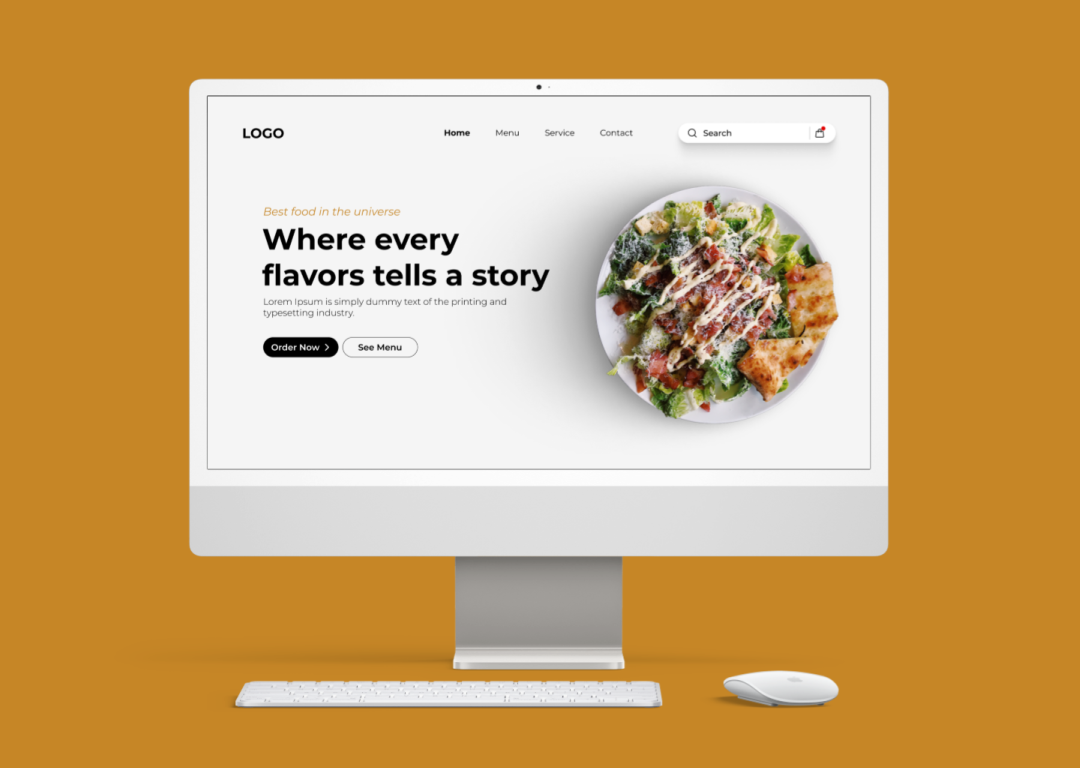 LOGO
Home
Menu
Service
Contact
Search
Best food in the universe
Where every
flavors tells a story
Lorem Ipsum is simply dummy text of the printing and
typesetting industry.
Order Now
See Menu